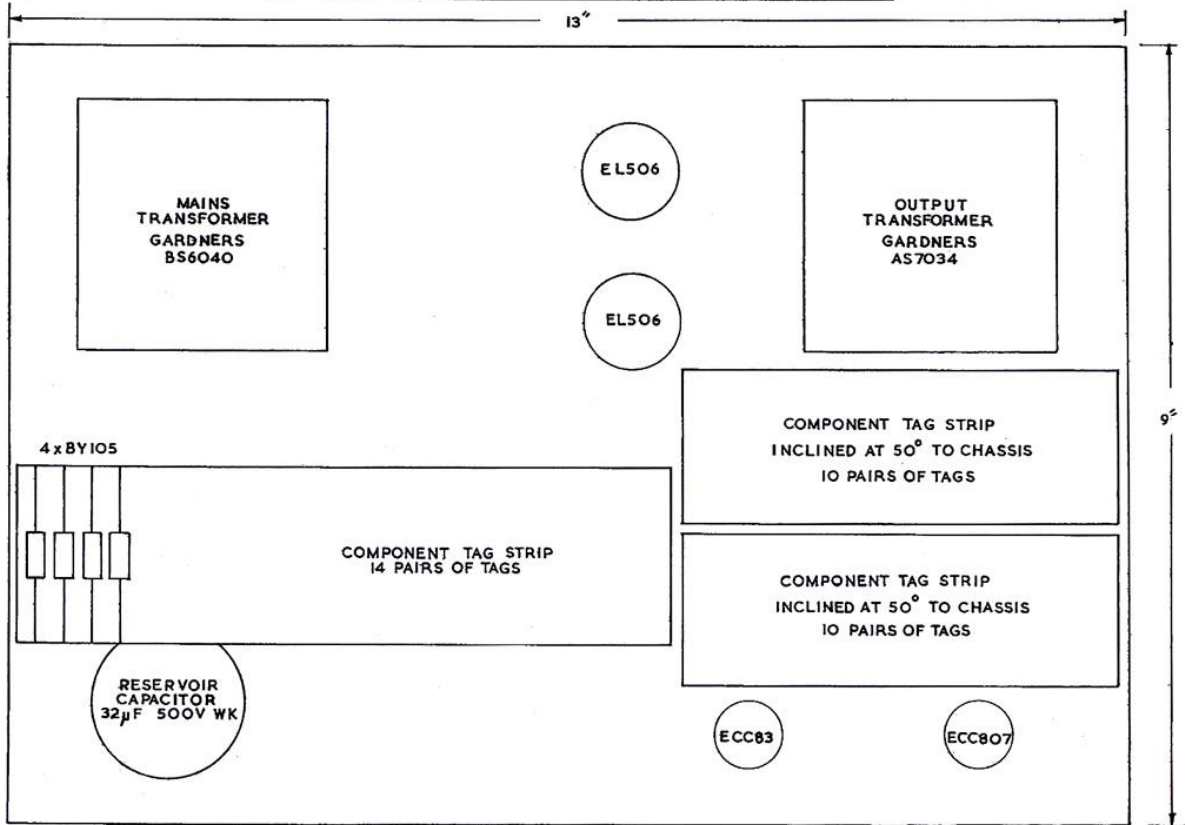 13"
MAINS
TRANSFORMER
GARDNERS
BS6040
EL506
OUTPUT
TRANSFORMER
GARDNERS
AS7034
EL506
9"
COMPONENT TAG STRIP
INCLINED AT 50° TO CHASSIS
10 PAIRS OF TAGS
4 x BY105
COMPONENT TAG STRIP
14 PAIRS OF TAGS
COMPONENT TAG STRIP
INCLINED AT 50° TO CHASSIS
10 PAIRS OF TAGS
RESERVOIR
CAPACITOR
32µF 500V WK
ECC83
ECC807